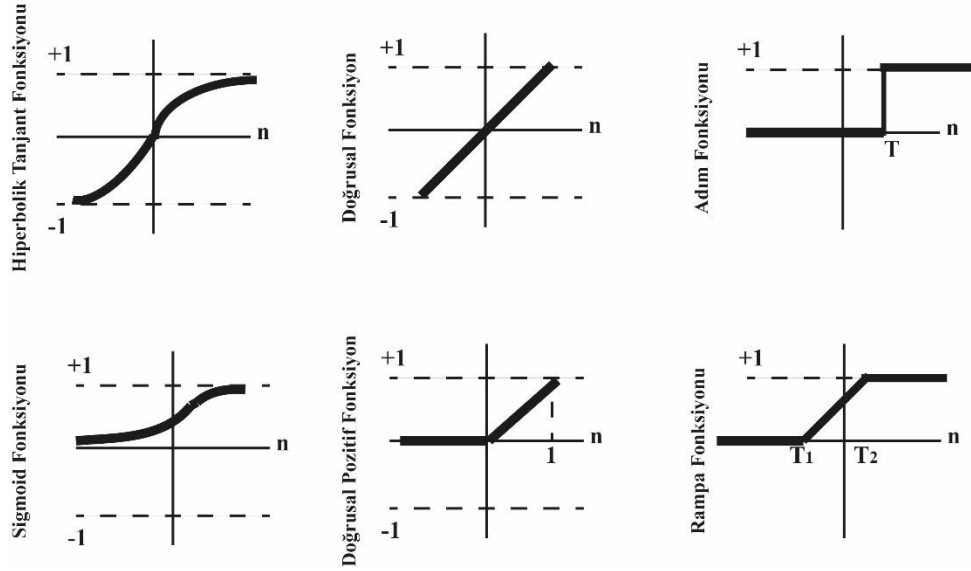 Hiperbolik Tanjant Fonksiyonu
+1
n
-1
Doğrusal Fonksiyon
+1
n
-1
Adım Fonksiyonu
+1
n
T
Sigmoid Fonksiyonu
+1
n
-1
Doğrusal Pozitif Fonksiyon
+1
n
1
-1
Rampa Fonksiyonu
+1
n
T1
T2